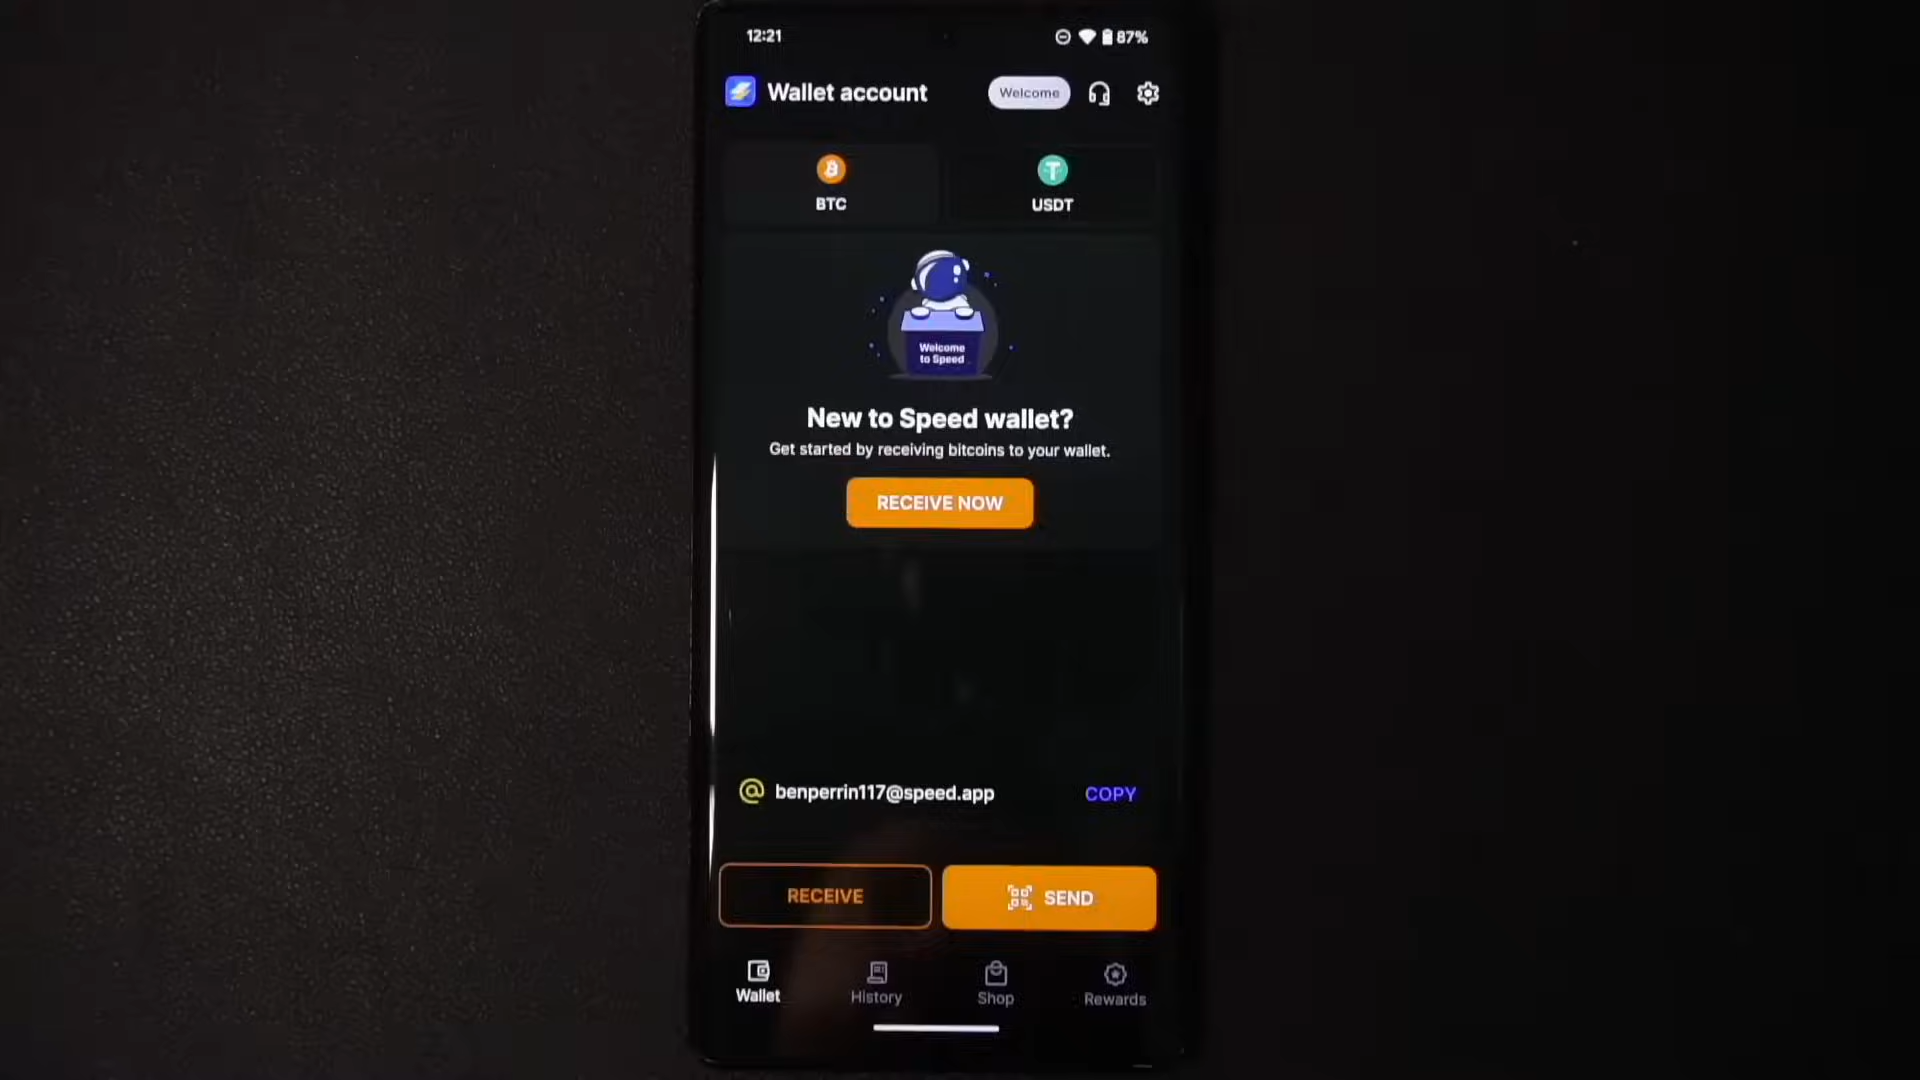 12:21
87%
Wallet account
Welcome
BTC
USDT
Welcome
to Speed
New to Speed wallet?
Get started by receiving bitcoins to your wallet.
RECEIVE NOW
@ benperrin117@speed.app
COPY
RECEIVE
SEND
Wallet
History
Shop
Rewards